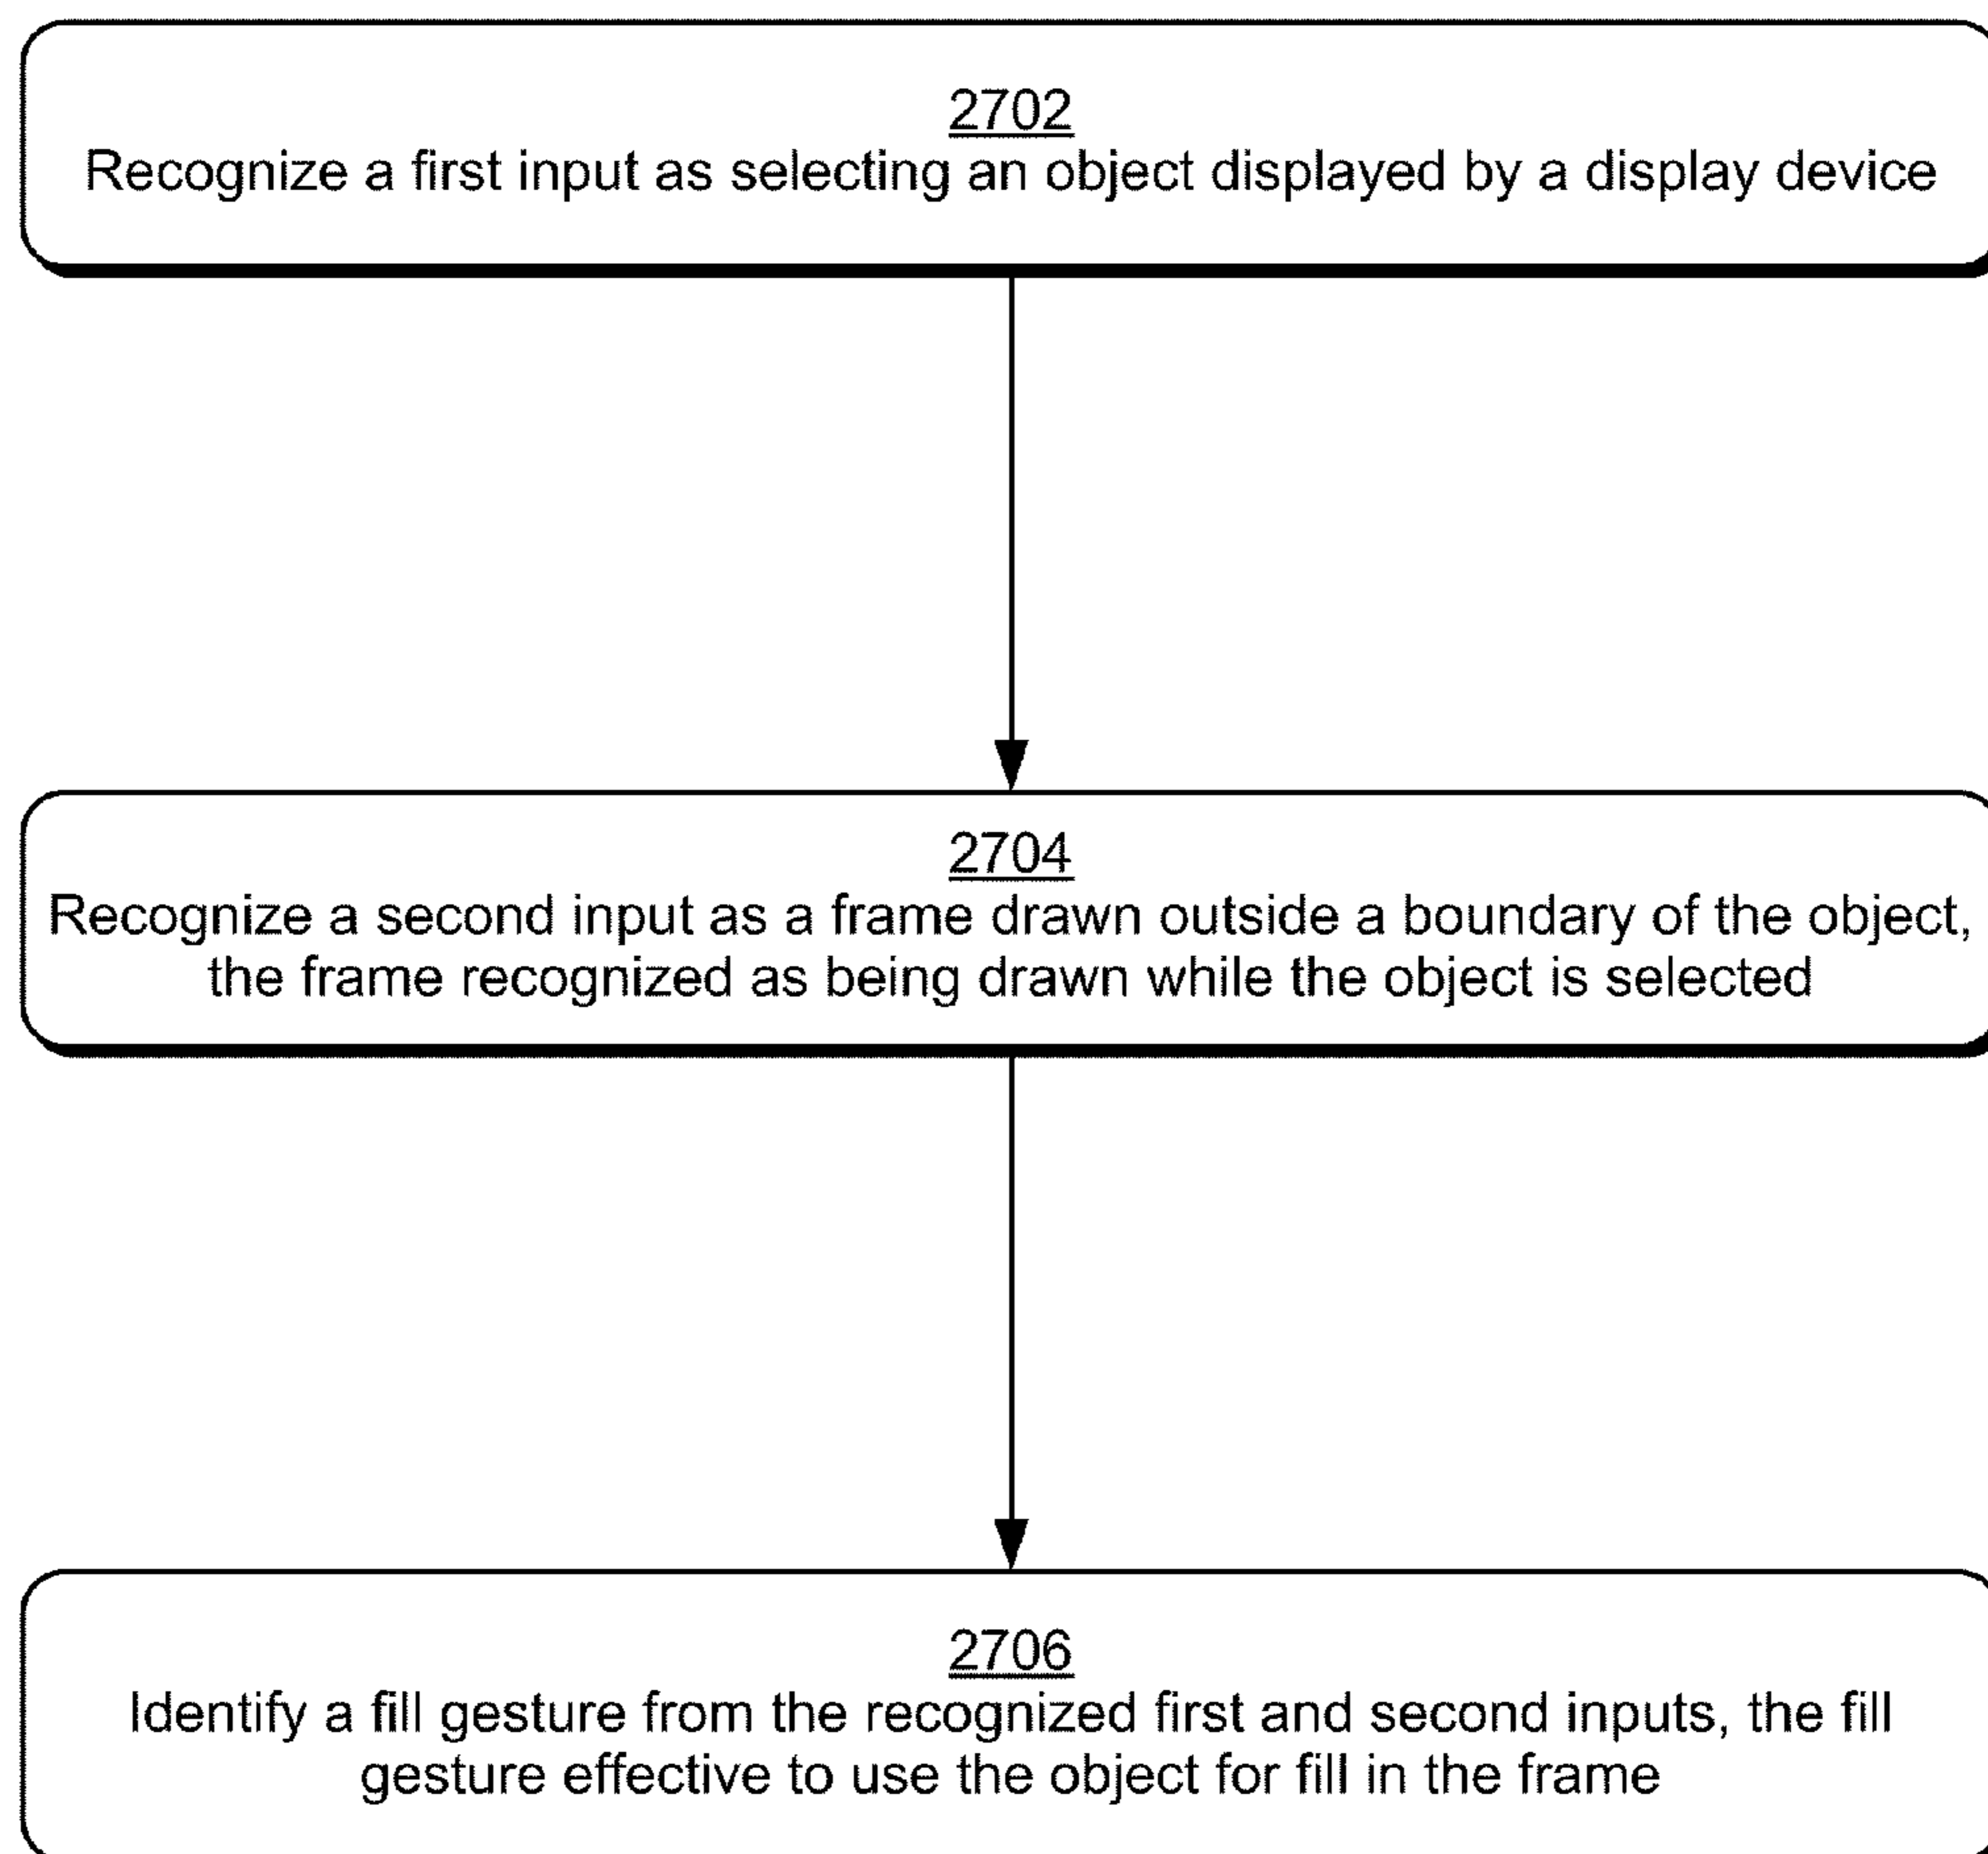 2702
Recognize a first input as selecting an object displayed by a display device
2704
Recognize a second input as a frame drawn outside a boundary of the object,
the frame recognized as being drawn while the object is selected
2706
Identify a fill gesture from the recognized first and second inputs, the fill
gesture effective to use the object for fill in the frame